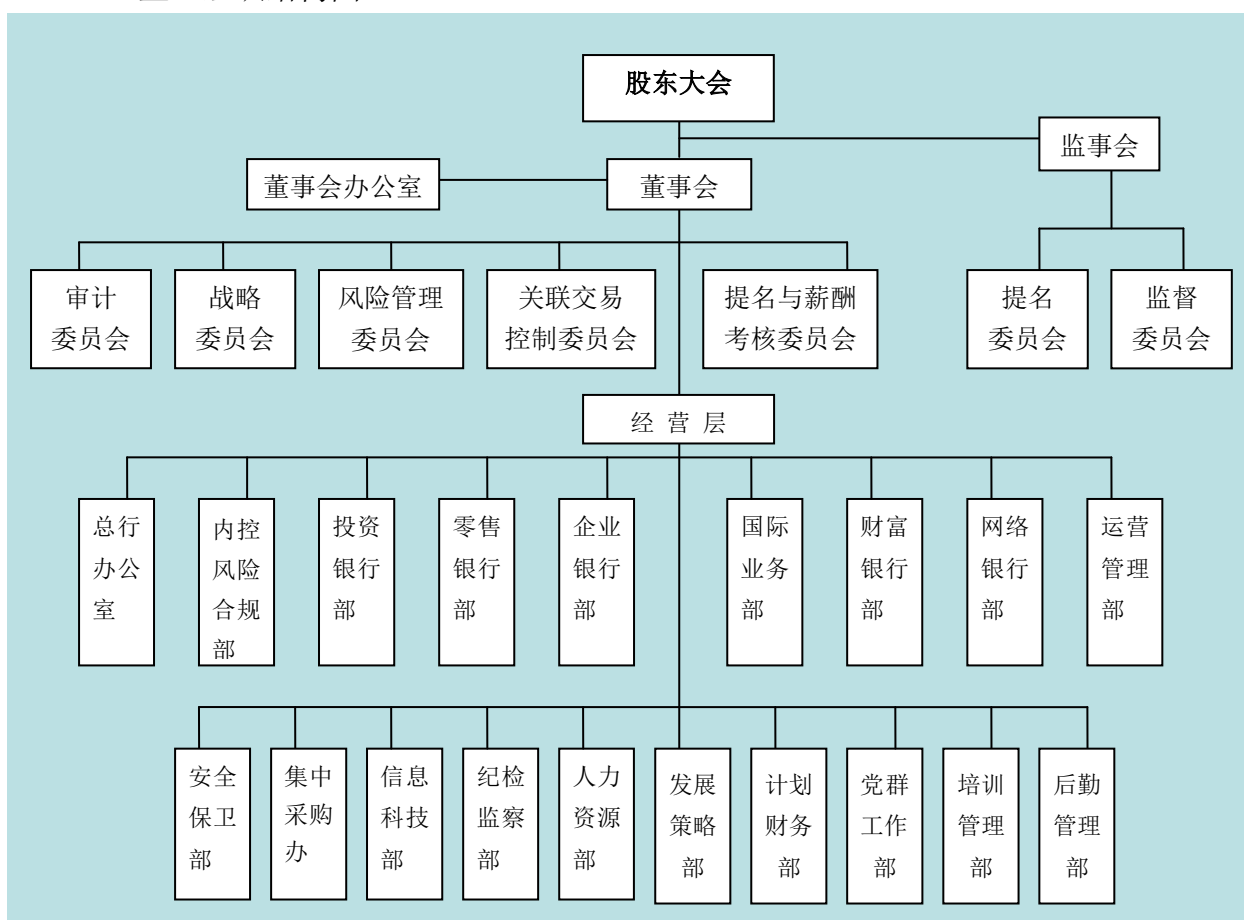 股东大会
监事会
董事会办公室
董事会
审计
委员会
战略
委员会
风险管理
委员会
关联交易
控制委员会
提名与薪酬
考核委员会
提名
委员会
监督
委员会
经 营 层
总行
办公
室
内控
风险
合规
部
投资
银行
部
零售
银行
部
企业
银行
部
国际
业务
部
财富
银行
部
网络
银行
部
运营
管理
部
安全
保卫
部
集中
采购
办
信息
科技
部
纪检
监察
部
人力
资源
部
发展
策略
部
计划
财务
部
党群
工作
部
培训
管理
部
后勤
管理
部